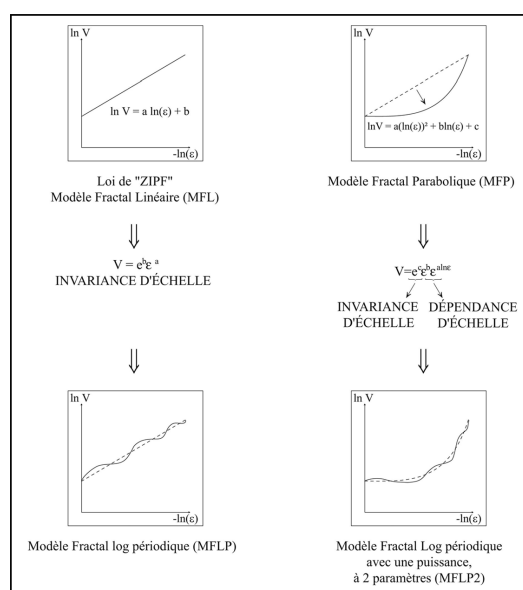 ln V
ln V = a ln(ε) + b
-ln(ε)
Loi de "ZIPF"
Modèle Fractal Linéaire (MFL)
V = eᵇε ᵃ
INVARIANCE D'ÉCHELLE
ln V
-ln(ε)
Modèle Fractal log périodique (MFLP)
ln V
lnV = a(ln(ε))² + bln(ε) + c
-ln(ε)
Modèle Fractal Parabolique (MFP)
V=eᶜεᵇεᵃˡⁿᵋ
INVARIANCE DÉPENDANCE
D'ÉCHELLE D'ÉCHELLE
ln V
-ln(ε)
Modèle Fractal Log périodique
avec une puissance,
à 2 paramètres (MFLP2)